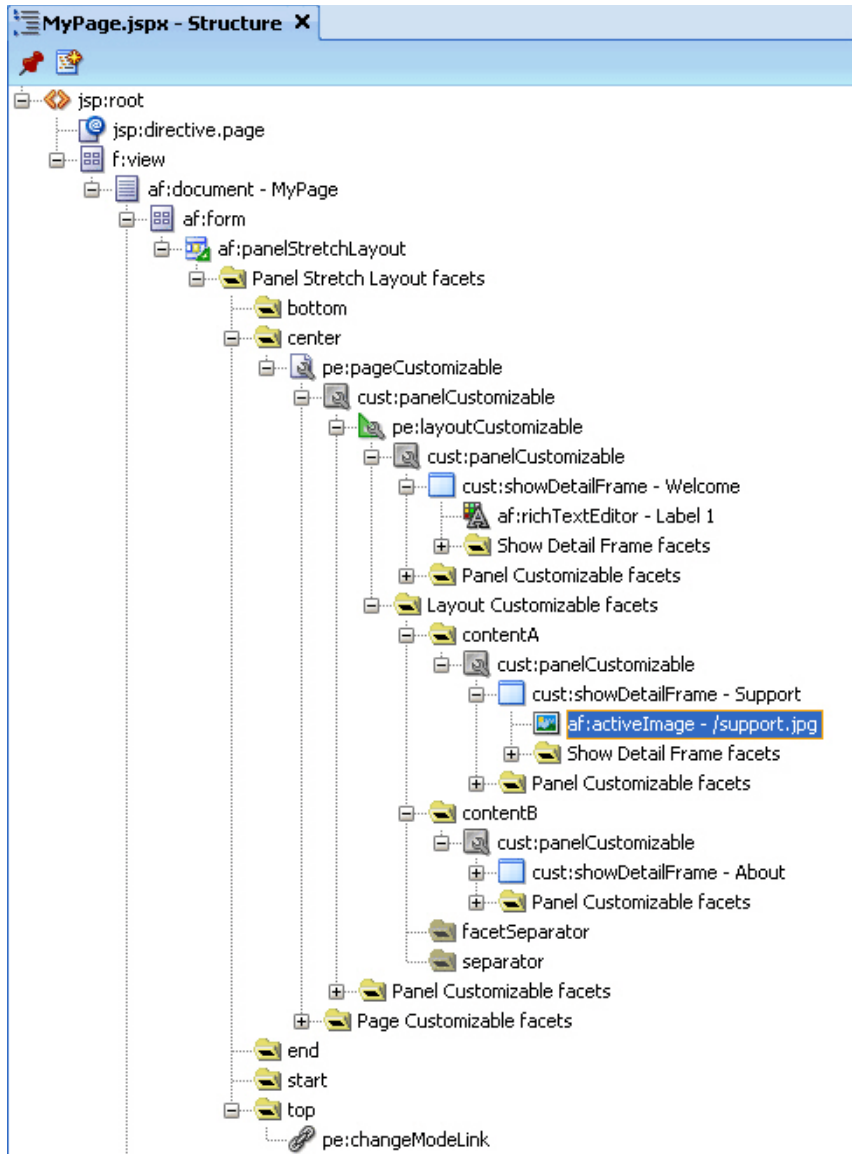 MyPage.jspx - Structure
jsp:root
jsp:directive.page
f:view
af:document - MyPage
af:form
af:panelStretchLayout
Panel Stretch Layout facets
bottom
center
pe:pageCustomizable
cust:panelCustomizable
pe:layoutCustomizable
cust:panelCustomizable
cust:showDetailFrame - Welcome
af:richTextEditor - Label 1
Show Detail Frame facets
Panel Customizable facets
Layout Customizable facets
contentA
cust:panelCustomizable
cust:showDetailFrame - Support
af:activeImage - /support.jpg
Show Detail Frame facets
Panel Customizable facets
contentB
cust:panelCustomizable
cust:showDetailFrame - About
Panel Customizable facets
facetSeparator
separator
Panel Customizable facets
Page Customizable facets
end
start
top
pe:changeModeLink